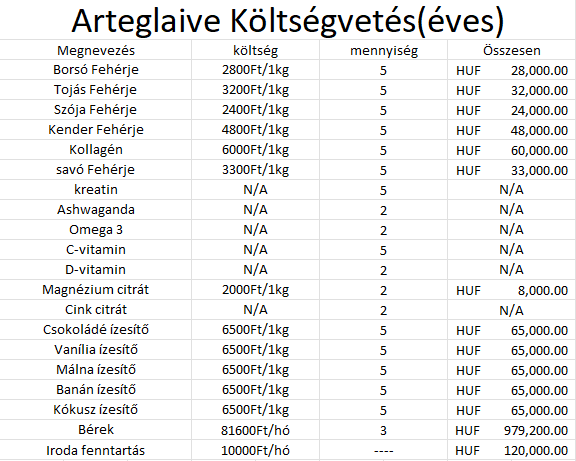 Arteglaive Költségvetés(éves)
Megnevezés költség mennyiség Összesen
Borsó Fehérje 2800Ft/1kg 5 HUF 28,000.00
Tojás Fehérje 3200Ft/1kg 5 HUF 32,000.00
Szója Fehérje 2400Ft/1kg 5 HUF 24,000.00
Kender Fehérje 4800Ft/1kg 5 HUF 48,000.00
Kollagén 6000Ft/1kg 5 HUF 60,000.00
savó Fehérje 3300Ft/1kg 5 HUF 33,000.00
kreatin N/A 5 N/A
Ashwaganda N/A 2 N/A
Omega 3 N/A 2 N/A
C-vitamin N/A 5 N/A
D-vitamin N/A 2 N/A
Magnézium citrát 2000Ft/1kg 2 HUF 8,000.00
Cink citrát N/A 2 N/A
Csokoládé ízesítő 6500Ft/1kg 5 HUF 65,000.00
Vanília ízesítő 6500Ft/1kg 5 HUF 65,000.00
Málna ízesítő 6500Ft/1kg 5 HUF 65,000.00
Banán ízesítő 6500Ft/1kg 5 HUF 65,000.00
Kókusz ízesítő 6500Ft/1kg 5 HUF 65,000.00
Bérek 81600Ft/hó 3 HUF 979,200.00
Iroda fenntartás 10000Ft/hó ---- HUF 120,000.00